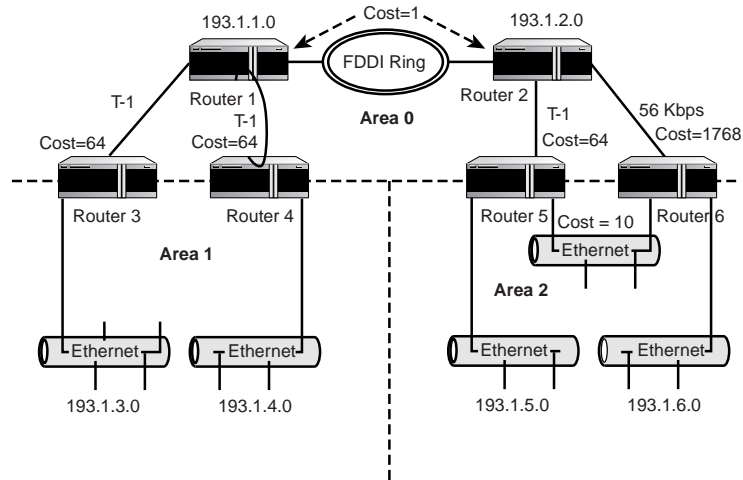 193.1.1.0
Cost=1
193.1.2.0
FDDI Ring
Router 1
Router 2
T-1
Area 0
T-1
T-1
56 Kbps
Cost=64
Cost=64
Cost=64
Cost=1768
Router 3
Router 4
Router 5
Cost = 10
Router 6
Area 1
Ethernet
Area 2
Ethernet
Ethernet
Ethernet
Ethernet
193.1.3.0
193.1.4.0
193.1.5.0
193.1.6.0